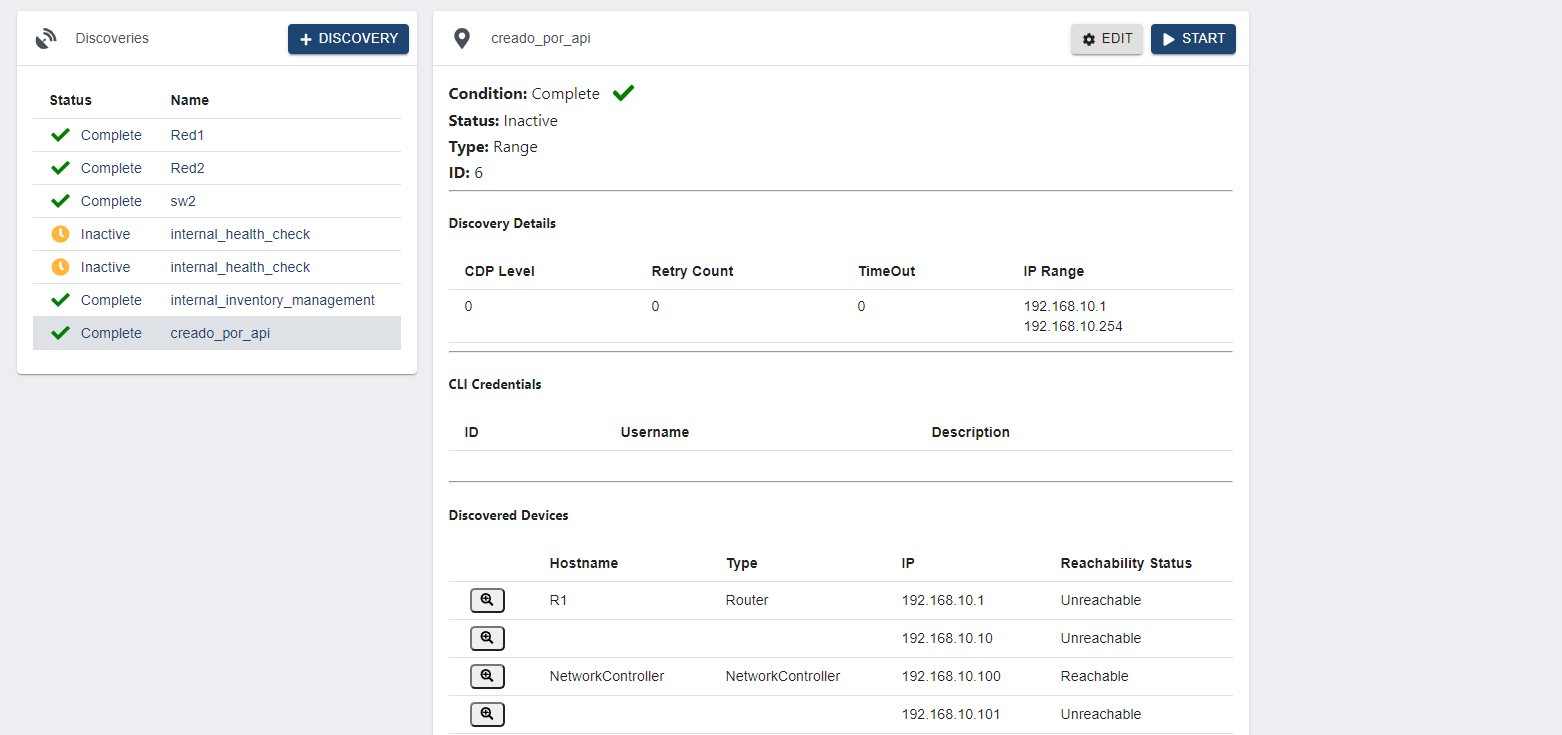 Discoveries
DISCOVERY
Status Name
Complete Red1
Complete Red2
Complete sw2
Inactive internal_health_check
Inactive internal_health_check
Complete internal_inventory_management
Complete creado_por_api
creado_por_api
EDIT START
Condition: Complete
Status: Inactive
Type: Range
ID: 6
Discovery Details
CDP Level Retry Count TimeOut IP Range
0 0 0 192.168.10.1
192.168.10.254
CLI Credentials
ID Username Description
Discovered Devices
Hostname Type IP Reachability Status
R1 Router 192.168.10.1 Unreachable
192.168.10.10 Unreachable
NetworkController NetworkController 192.168.10.100 Reachable
192.168.10.101 Unreachable